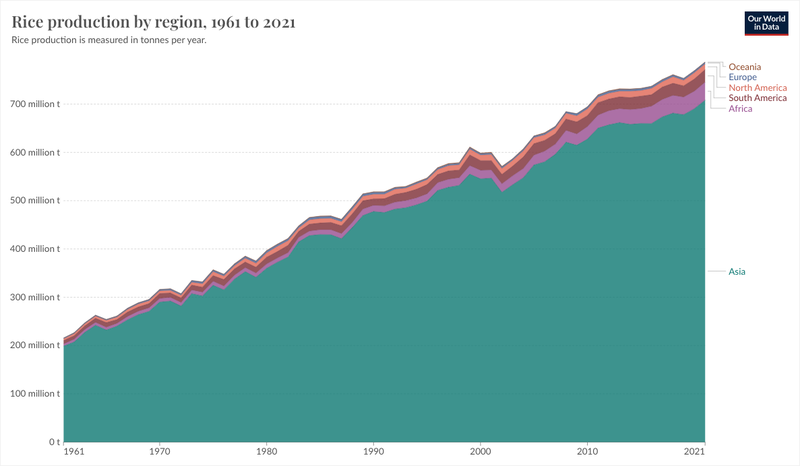 Rice production by region, 1961 to 2021
Rice production is measured in tonnes per year.
Our World
in Data
700 million t
600 million t
500 million t
400 million t
300 million t
200 million t
100 million t
0 t
1961
1970
1980
1990
2000
2010
2021
Oceania
Europe
North America
South America
Africa
Asia